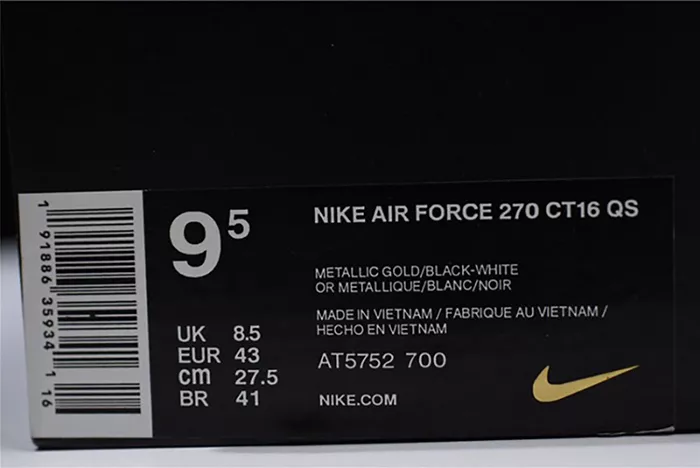 1 91886 35934 1 16
9 5
NIKE AIR FORCE 270 CT16 QS
METALLIC GOLD/BLACK-WHITE
OR METALLIQUE/BLANC/NOIR
MADE IN VIETNAM / FABRIQUE AU VIETNAM /
HECHO EN VIETNAM
UK 8.5
EUR 43
cm 27.5
BR 41
AT5752 700
NIKE.COM